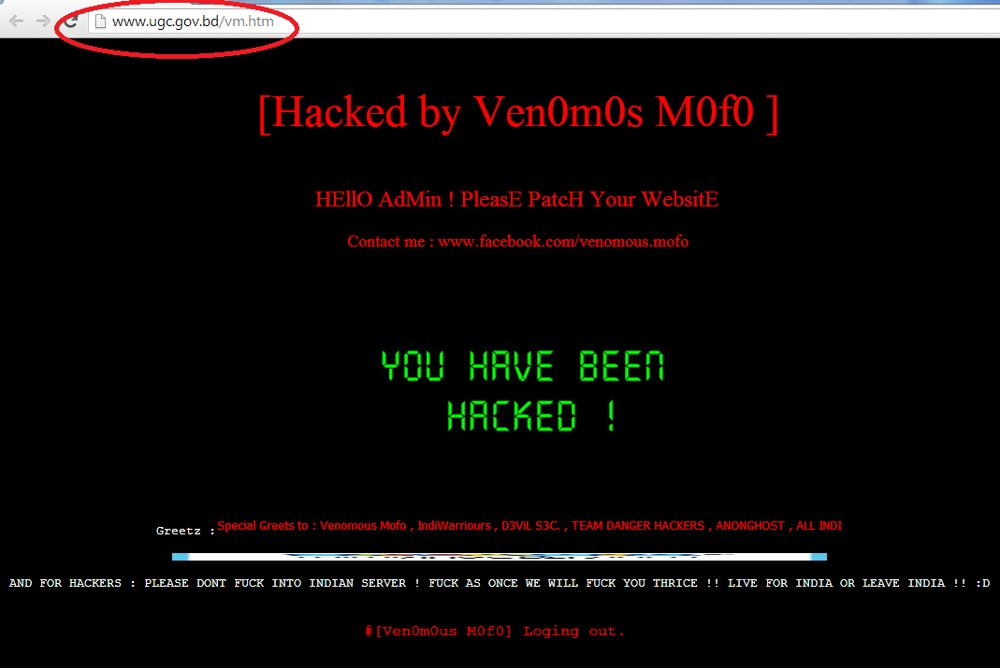 www.ugc.gov.bd/vm.htm
[Hacked by Ven0m0s M0f0 ]
HEllO AdMin ! PleasE PatcH Your WebsitE
Contact me : www.facebook.com/venomous.mofo
YOU HAVE BEEN
HACKED !
Greetz : Special Greets to : Venomous Mofo , IndiWarriours , D3ViL S3C. , TEAM DANGER HACKERS , ANONGHOST , ALL INDI
AND FOR HACKERS : PLEASE DONT FUCK INTO INDIAN SERVER ! FUCK AS ONCE WE WILL FUCK YOU THRICE !! LIVE FOR INDIA OR LEAVE INDIA !! :D
#[Ven0m0us M0f0] Loging out.